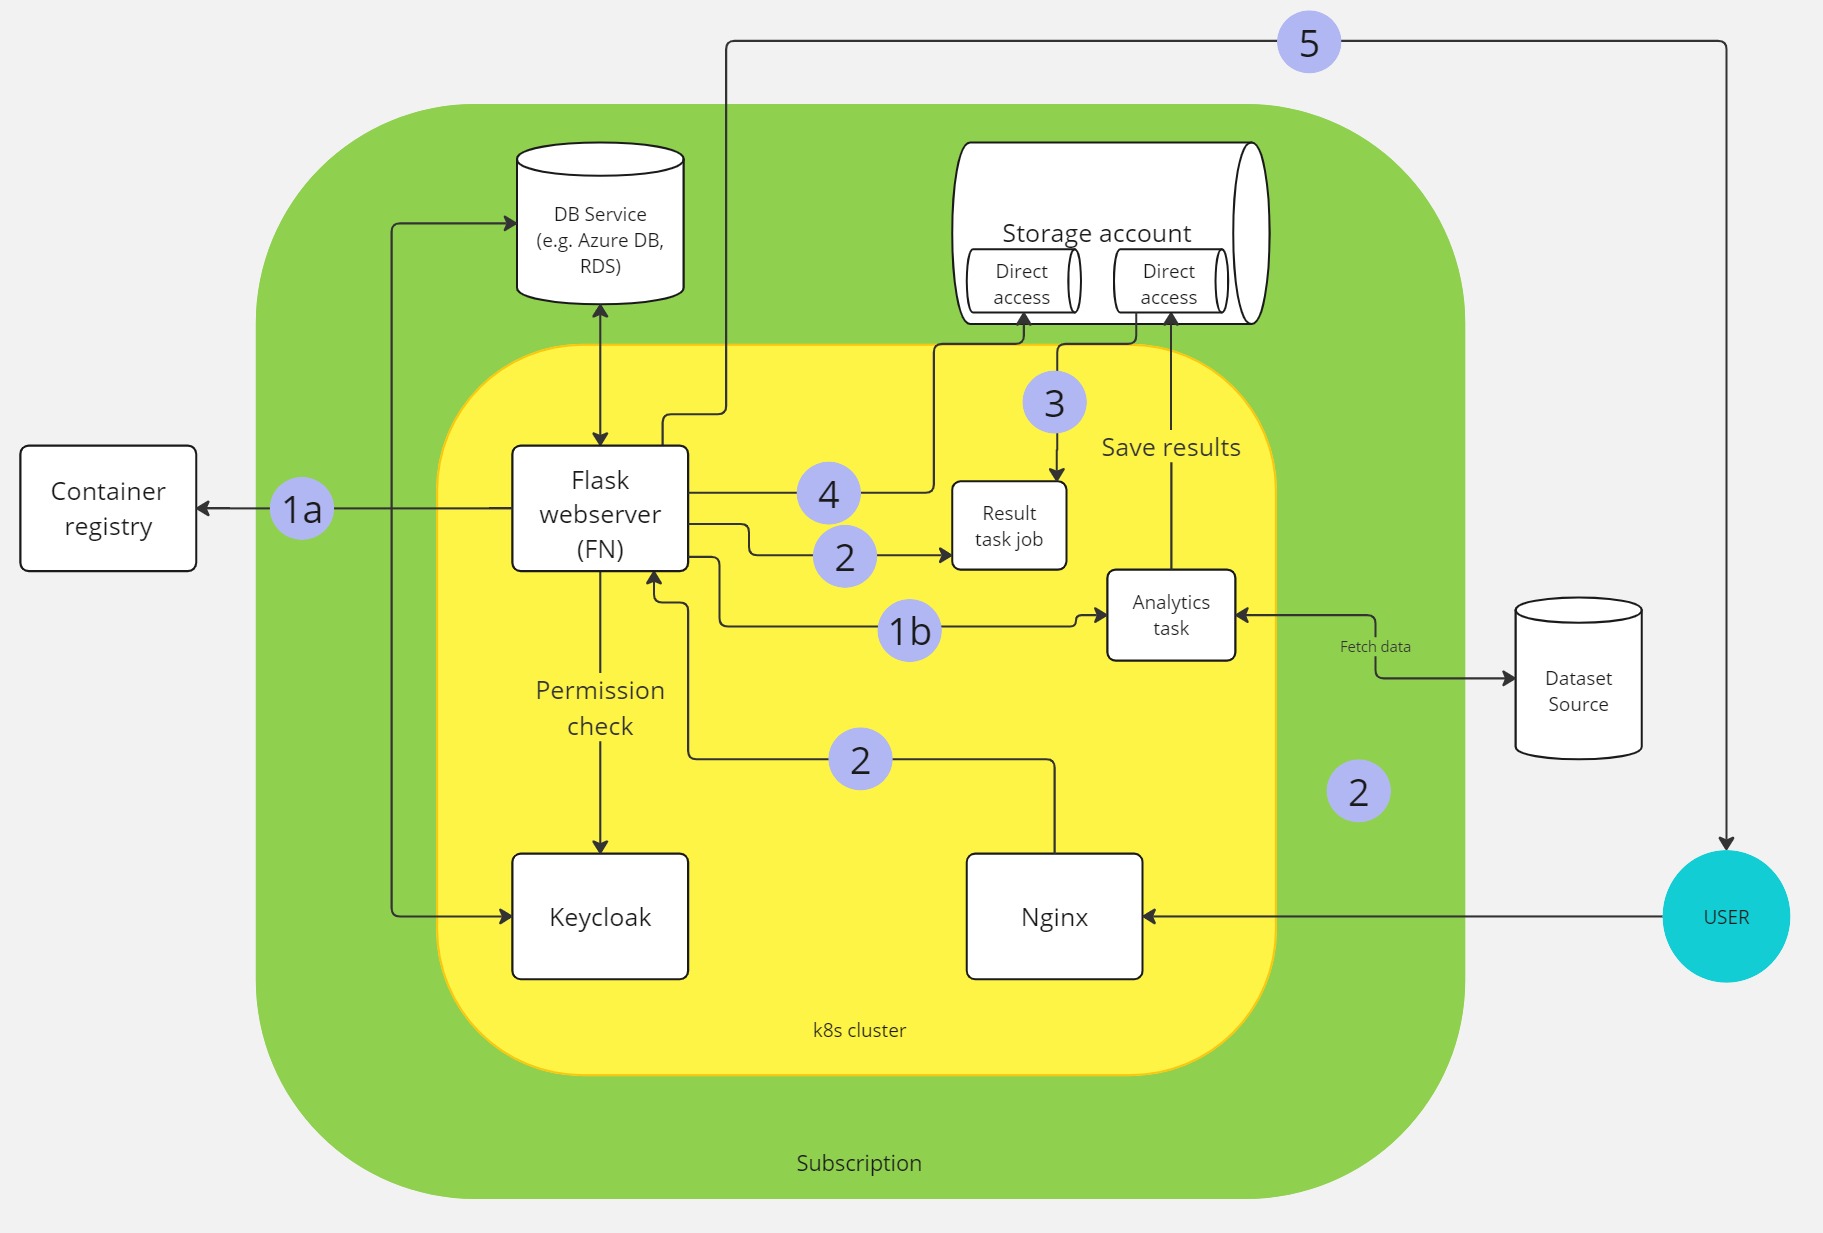 5
DB Service
(e.g. Azure DB,
RDS)
Storage account
Direct
access
Direct
access
3
Save results
Container
registry
1a
Flask
webserver
(FN)
4
2
Result
task job
1b
Analytics
task
Fetch data
Dataset
Source
Permission
check
2
2
Keycloak
Nginx
USER
k8s cluster
Subscription